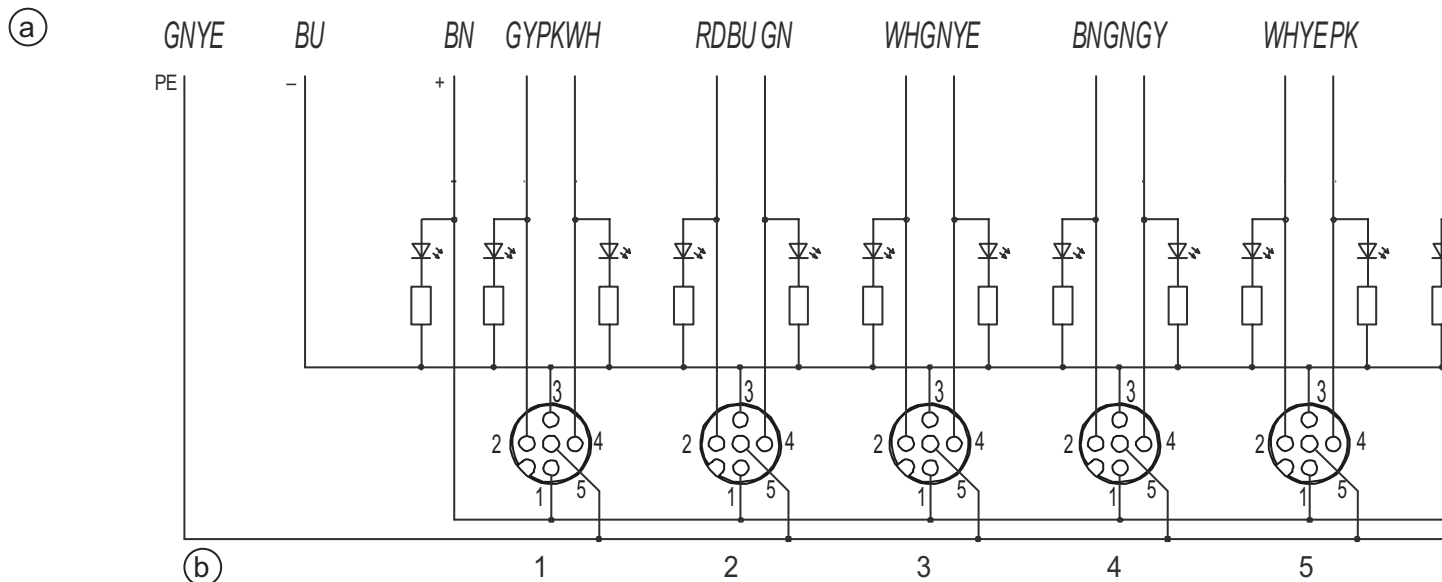 a
GNYE BU BN GYPKWH RDBU GN WHGNYE BNGNGY WHYEPK
PE – +
3 3 3 3 3
2 4 2 4 2 4 2 4 2 4
1 5 1 5 1 5 1 5 1 5
b 1 2 3 4 5